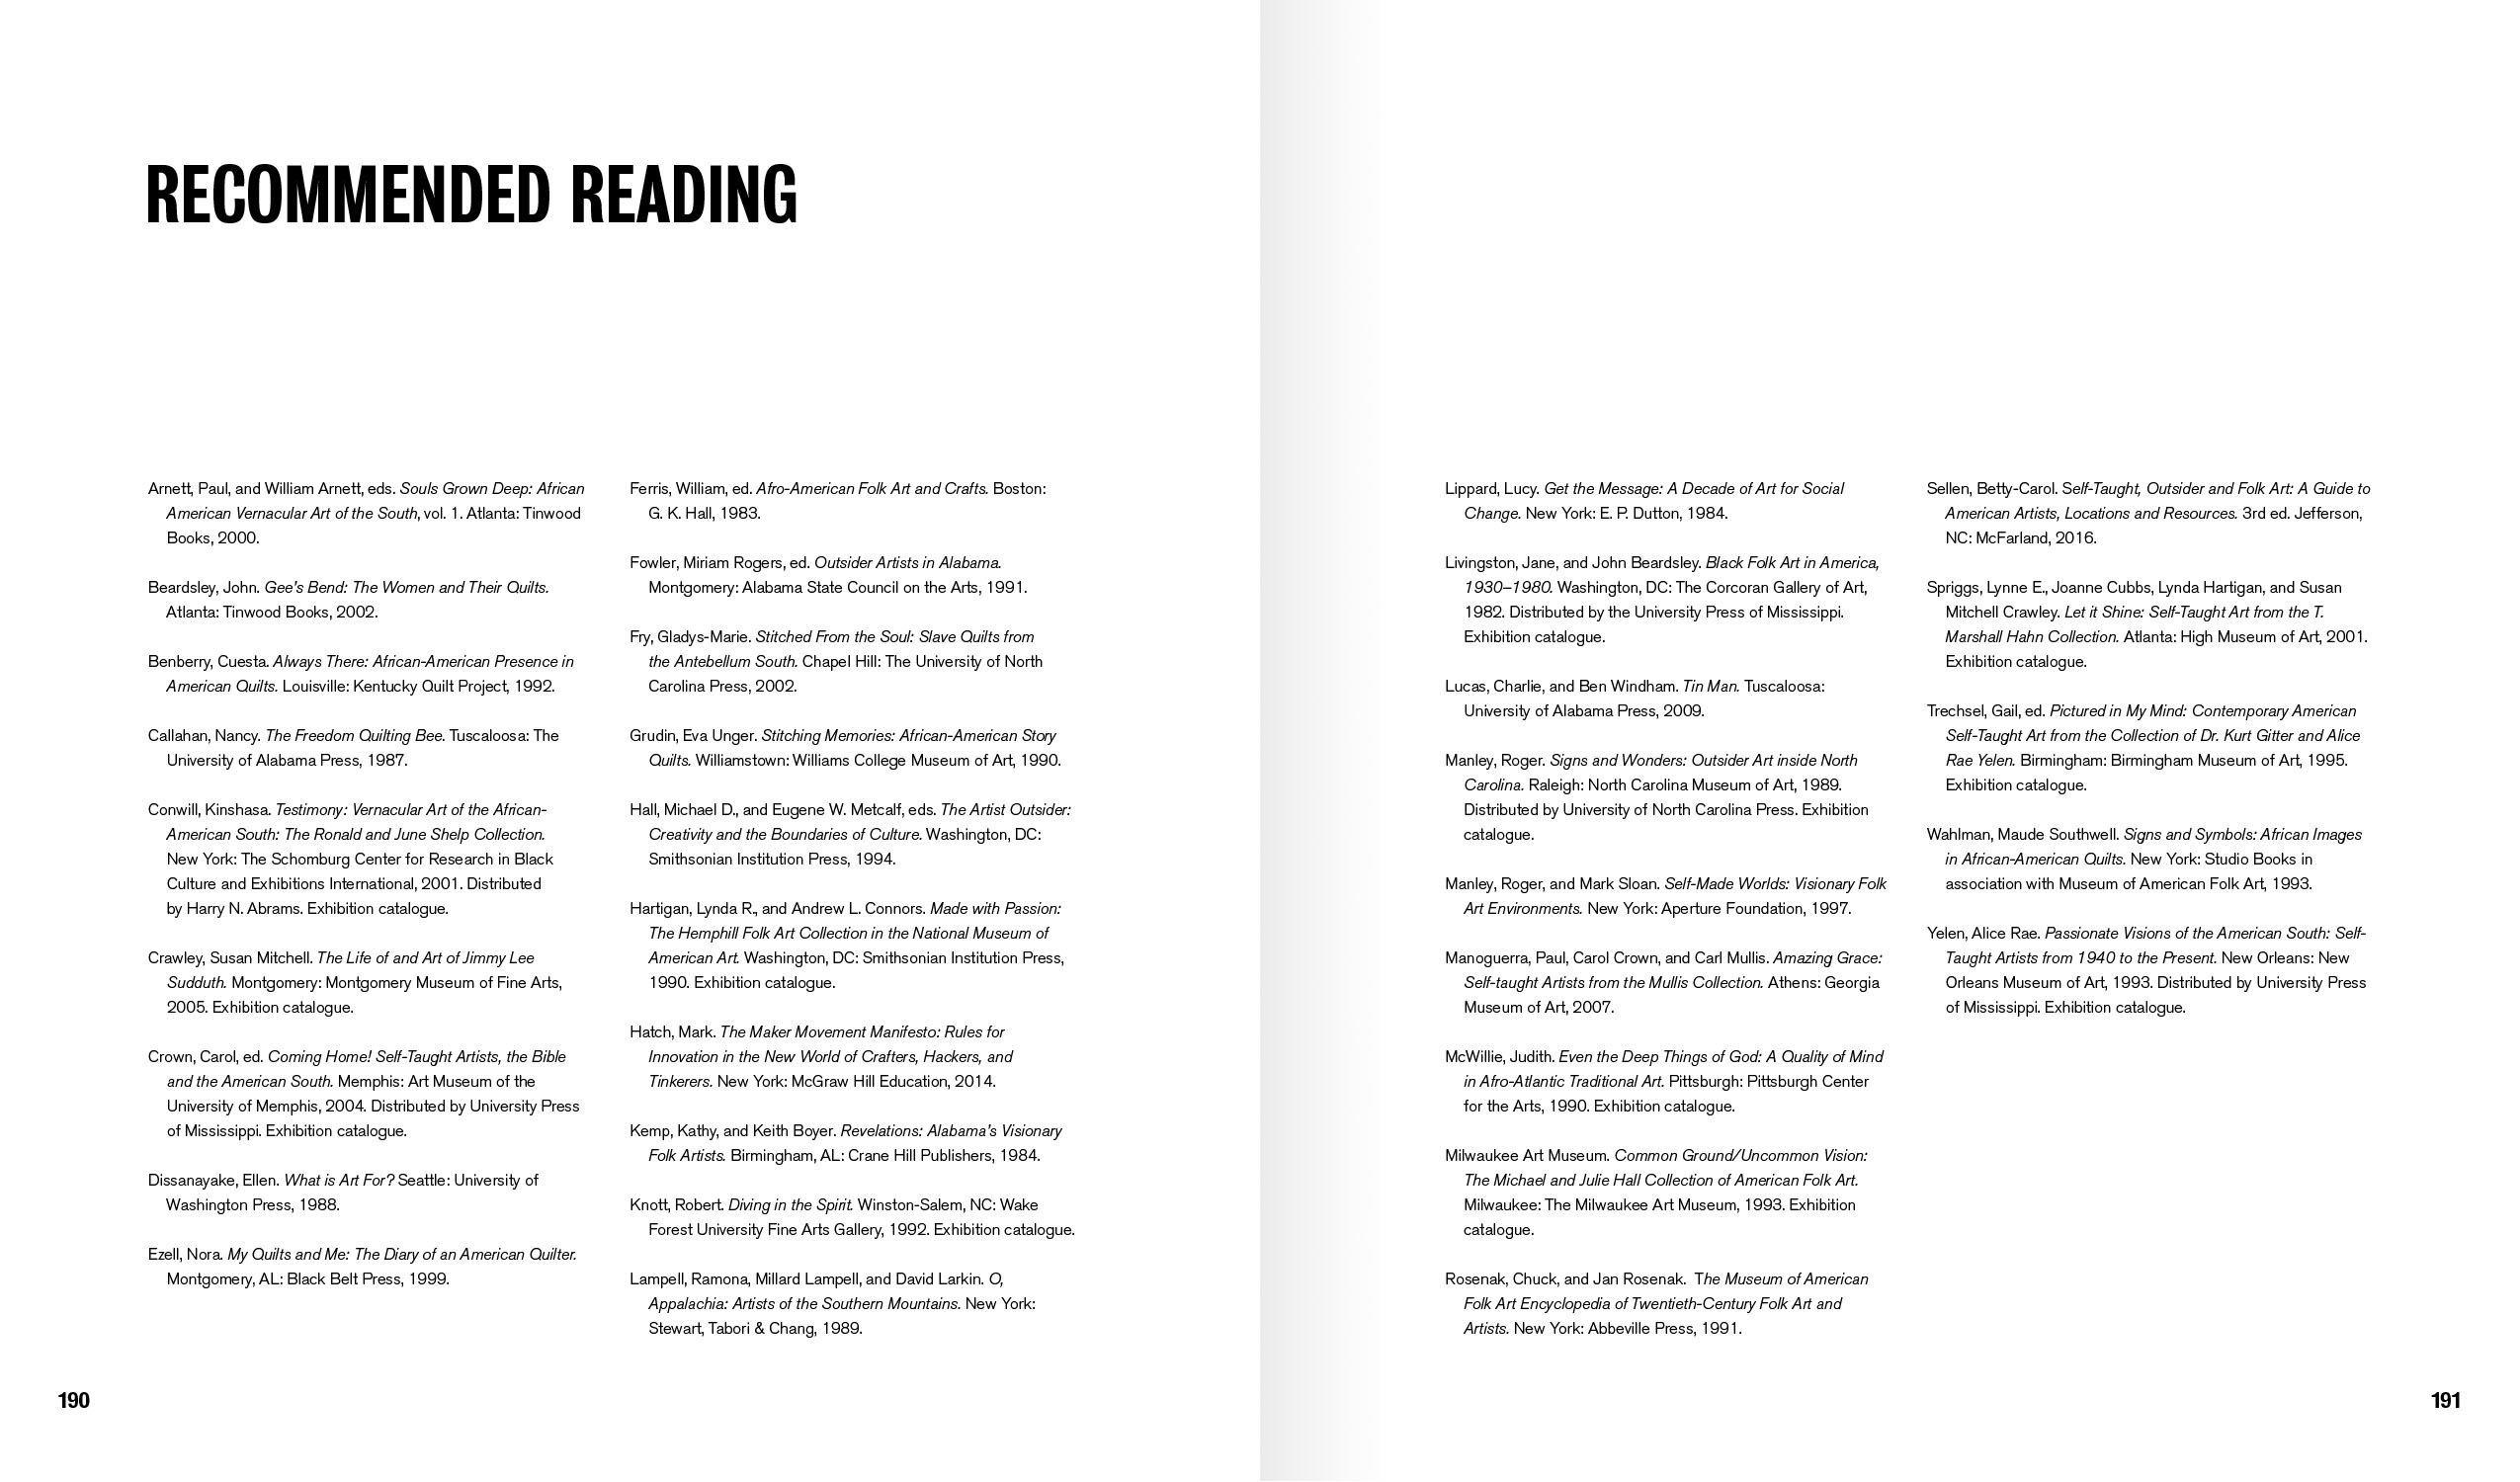 RECOMMENDED READING
Arnett, Paul, and William Arnett, eds. Souls Grown Deep: African
American Vernacular Art of the South, vol. 1. Atlanta: Tinwood
Books, 2000.
Beardsley, John. Gee's Bend: The Women and Their Quilts.
Atlanta: Tinwood Books, 2002.
Benberry, Cuesta. Always There: African-American Presence in
American Quilts. Louisville: Kentucky Quilt Project, 1992.
Callahan, Nancy. The Freedom Quilting Bee. Tuscaloosa: The
University of Alabama Press, 1987.
Conwill, Kinshasa. Testimony: Vernacular Art of the African-
American South: The Ronald and June Shelp Collection.
New York: The Schomburg Center for Research in Black
Culture and Exhibitions International, 2001. Distributed
by Harry N. Abrams. Exhibition catalogue.
Crawley, Susan Mitchell. The Life of and Art of Jimmy Lee
Sudduth. Montgomery: Montgomery Museum of Fine Arts,
2005. Exhibition catalogue.
Crown, Carol, ed. Coming Home! Self-Taught Artists, the Bible
and the American South. Memphis: Art Museum of the
University of Memphis, 2004. Distributed by University Press
of Mississippi. Exhibition catalogue.
Dissanayake, Ellen. What is Art For? Seattle: University of
Washington Press, 1988.
Ezell, Nora. My Quilts and Me: The Diary of an American Quilter.
Montgomery, AL: Black Belt Press, 1999.
Ferris, William, ed. Afro-American Folk Art and Crafts. Boston:
G. K. Hall, 1983.
Fowler, Miriam Rogers, ed. Outsider Artists in Alabama.
Montgomery: Alabama State Council on the Arts, 1991.
Fry, Gladys-Marie. Stitched From the Soul: Slave Quilts from
the Antebellum South. Chapel Hill: The University of North
Carolina Press, 2002.
Grudin, Eva Unger. Stitching Memories: African-American Story
Quilts. Williamstown: Williams College Museum of Art, 1990.
Hall, Michael D., and Eugene W. Metcalf, eds. The Artist Outsider:
Creativity and the Boundaries of Culture. Washington, DC:
Smithsonian Institution Press, 1994.
Hartigan, Lynda R., and Andrew L. Connors. Made with Passion:
The Hemphill Folk Art Collection in the National Museum of
American Art. Washington, DC: Smithsonian Institution Press,
1990. Exhibition catalogue.
Hatch, Mark. The Maker Movement Manifesto: Rules for
Innovation in the New World of Crafters, Hackers, and
Tinkerers. New York: McGraw Hill Education, 2014.
Kemp, Kathy, and Keith Boyer. Revelations: Alabama's Visionary
Folk Artists. Birmingham, AL: Crane Hill Publishers, 1984.
Knott, Robert. Diving in the Spirit. Winston-Salem, NC: Wake
Forest University Fine Arts Gallery, 1992. Exhibition catalogue.
Lampell, Ramona, Millard Lampell, and David Larkin. O,
Appalachia: Artists of the Southern Mountains. New York:
Stewart, Tabori & Chang, 1989.
190
Lippard, Lucy. Get the Message: A Decade of Art for Social
Change. New York: E. P. Dutton, 1984.
Livingston, Jane, and John Beardsley. Black Folk Art in America,
1930–1980. Washington, DC: The Corcoran Gallery of Art,
1982. Distributed by the University Press of Mississippi.
Exhibition catalogue.
Lucas, Charlie, and Ben Windham. Tin Man. Tuscaloosa:
University of Alabama Press, 2009.
Manley, Roger. Signs and Wonders: Outsider Art inside North
Carolina. Raleigh: North Carolina Museum of Art, 1989.
Distributed by University of North Carolina Press. Exhibition
catalogue.
Manley, Roger, and Mark Sloan. Self-Made Worlds: Visionary Folk
Art Environments. New York: Aperture Foundation, 1997.
Manoguerra, Paul, Carol Crown, and Carl Mullis. Amazing Grace:
Self-taught Artists from the Mullis Collection. Athens: Georgia
Museum of Art, 2007.
McWillie, Judith. Even the Deep Things of God: A Quality of Mind
in Afro-Atlantic Traditional Art. Pittsburgh: Pittsburgh Center
for the Arts, 1990. Exhibition catalogue.
Milwaukee Art Museum. Common Ground/Uncommon Vision:
The Michael and Julie Hall Collection of American Folk Art.
Milwaukee: The Milwaukee Art Museum, 1993. Exhibition
catalogue.
Rosenak, Chuck, and Jan Rosenak. The Museum of American
Folk Art Encyclopedia of Twentieth-Century Folk Art and
Artists. New York: Abbeville Press, 1991.
Sellen, Betty-Carol. Self-Taught, Outsider and Folk Art: A Guide to
American Artists, Locations and Resources. 3rd ed. Jefferson,
NC: McFarland, 2016.
Spriggs, Lynne E., Joanne Cubbs, Lynda Hartigan, and Susan
Mitchell Crawley. Let it Shine: Self-Taught Art from the T.
Marshall Hahn Collection. Atlanta: High Museum of Art, 2001.
Exhibition catalogue.
Trechsel, Gail, ed. Pictured in My Mind: Contemporary American
Self-Taught Art from the Collection of Dr. Kurt Gitter and Alice
Rae Yelen. Birmingham: Birmingham Museum of Art, 1995.
Exhibition catalogue.
Wahlman, Maude Southwell. Signs and Symbols: African Images
in African-American Quilts. New York: Studio Books in
association with Museum of American Folk Art, 1993.
Yelen, Alice Rae. Passionate Visions of the American South: Self-
Taught Artists from 1940 to the Present. New Orleans: New
Orleans Museum of Art, 1993. Distributed by University Press
of Mississippi. Exhibition catalogue.
191